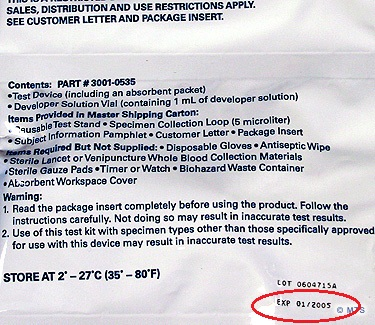 SALES, DISTRIBUTION AND USE RESTRICTIONS APPLY.
SEE CUSTOMER LETTER AND PACKAGE INSERT.
Contents: PART # 3001-0535
•Test Device (including an absorbent packet)
• Developer Solution Vial (containing 1 mL of developer solution)
Items Provided in Master Shipping Carton:
•Reusable Test Stand • Specimen Collection Loop (5 microliter)
• Subject Information Pamphlet • Customer Letter • Package Insert
Items Required But Not Supplied: • Disposable Gloves • Antiseptic Wipe
•Sterile Lancet or Venipuncture Whole Blood Collection Materials
•Sterile Gauze Pads •Timer or Watch • Biohazard Waste Container
•Absorbent Workspace Cover
Warning:
1. Read the package insert completely before using the product. Follow the
instructions carefully. Not doing so may result in inaccurate test results.
2. Use of this test kit with specimen types other than those specifically approved
for use with this device may result in inaccurate test results.
STORE AT 2° – 27°C (35° – 80°F)
LOT 0604715A
EXP 01/2005
© MTS